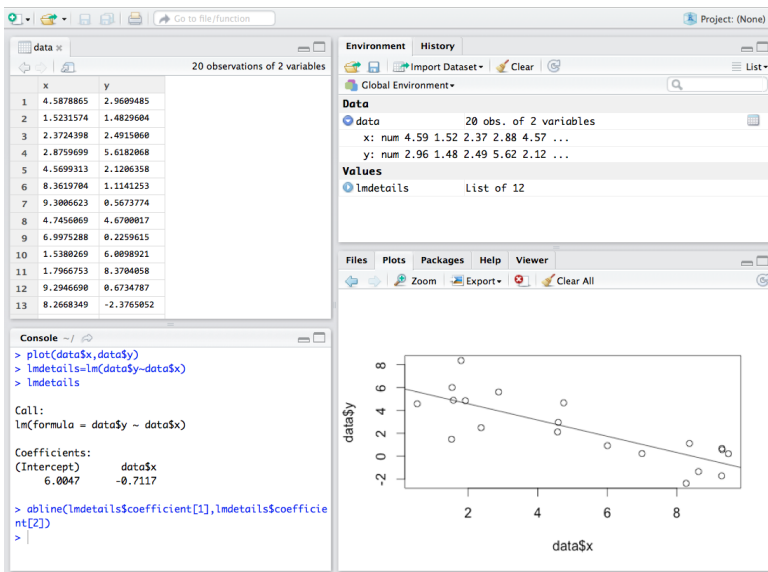 Go to file/function
Project: (None)
data
20 observations of 2 variables
x y
1 4.5878865 2.9609485
2 1.5231574 1.4829604
3 2.3724398 2.4915060
4 2.8759699 5.6182068
5 4.5699313 2.1206358
6 8.3619704 1.1141253
7 9.3006623 0.5673774
8 4.7456069 4.6700017
9 6.9975288 0.2259615
10 1.5380269 6.0098921
11 1.7966753 8.3704058
12 9.2946690 0.6734787
13 8.2668349 -2.3765052
Console ~/
> plot(data$x,data$y)
> lmdetails=lm(data$y~data$x)
> lmdetails
Call:
lm(formula = data$y ~ data$x)
Coefficients:
(Intercept) data$x
6.0047 -0.7117
> abline(lmdetails$coefficient[1],lmdetails$coefficie
nt[2])
>
Environment History
Import Dataset Clear List
Global Environment
Data
data 20 obs. of 2 variables
x: num 4.59 1.52 2.37 2.88 4.57 ...
y: num 2.96 1.48 2.49 5.62 2.12 ...
Values
lmdetails List of 12
Files Plots Packages Help Viewer
Zoom Export Clear All
data$y
8
6
4
2
0
-2
2 4 6 8
data$x